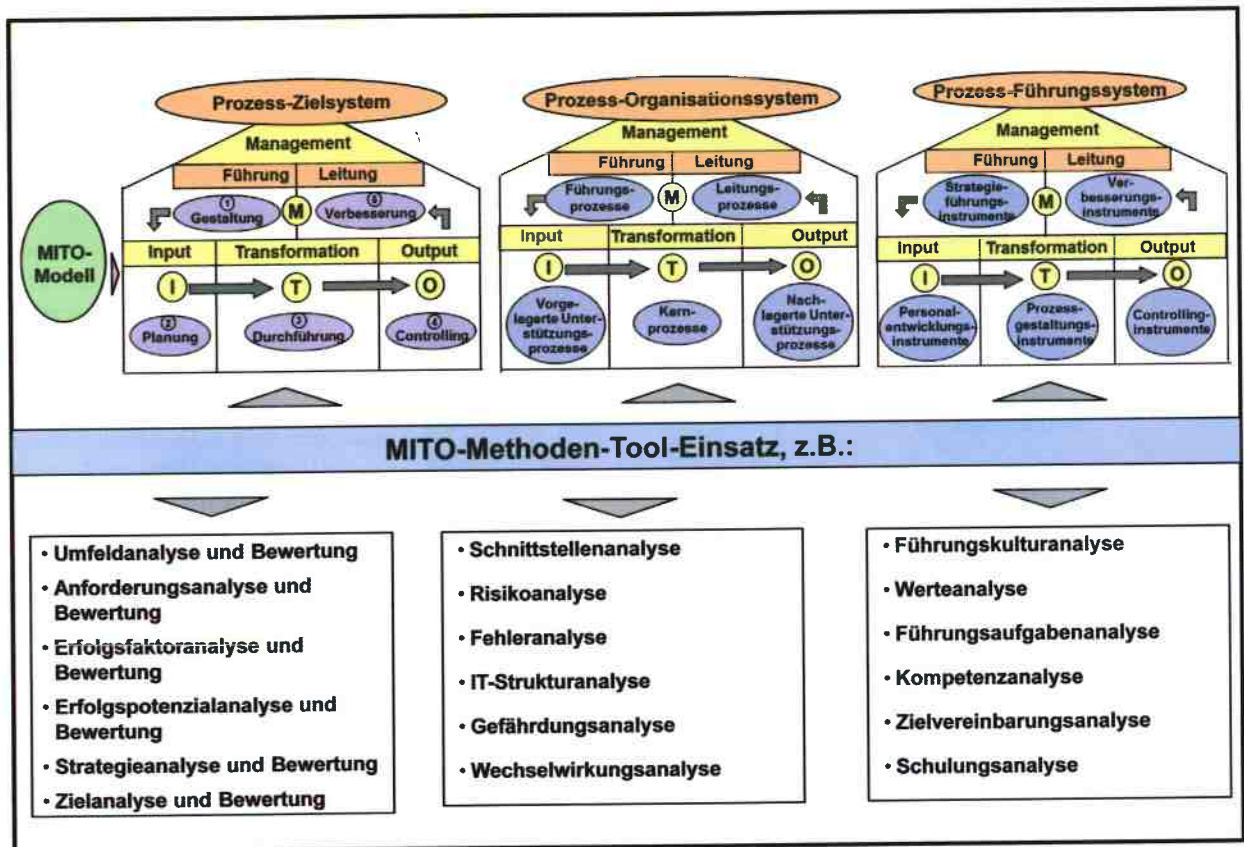 MITO-
Modell
Prozess-Zielsystem
Management
Führung Leitung
① Gestaltung
M
⑤ Verbesserung
Input Transformation Output
I T O
② Planung
③ Durchführung
④ Controlling
Prozess-Organisationssystem
Management
Führung Leitung
Führungs-
prozesse
M
Leitungs-
prozesse
Input Transformation Output
I T O
Vorge-
legerte Unter-
stützungs-
prozesse
Kern-
prozesse
Nach-
legerte Unter-
stützungs-
prozesse
Prozess-Führungssystem
Management
Führung Leitung
Strategie-
führungs-
instrumente
M
Ver-
besserungs-
instrumente
Input Transformation Output
I T O
Personal-
entwicklungs-
instrumente
Prozess-
gestaltungs-
instrumente
Controlling-
instrumente
MITO-Methoden-Tool-Einsatz, z.B.:
• Umfeldanalyse und Bewertung
• Anforderungsanalyse und
Bewertung
• Erfolgsfaktoranalyse und
Bewertung
• Erfolgspotenzialanalyse und
Bewertung
• Strategieanalyse und Bewertung
• Zielanalyse und Bewertung
• Schnittstellenanalyse
• Risikoanalyse
• Fehleranalyse
• IT-Strukturanalyse
• Gefährdungsanalyse
• Wechselwirkungsanalyse
• Führungskulturanalyse
• Werteanalyse
• Führungsaufgabenanalyse
• Kompetenzanalyse
• Zielvereinbarungsanalyse
• Schulungsanalyse